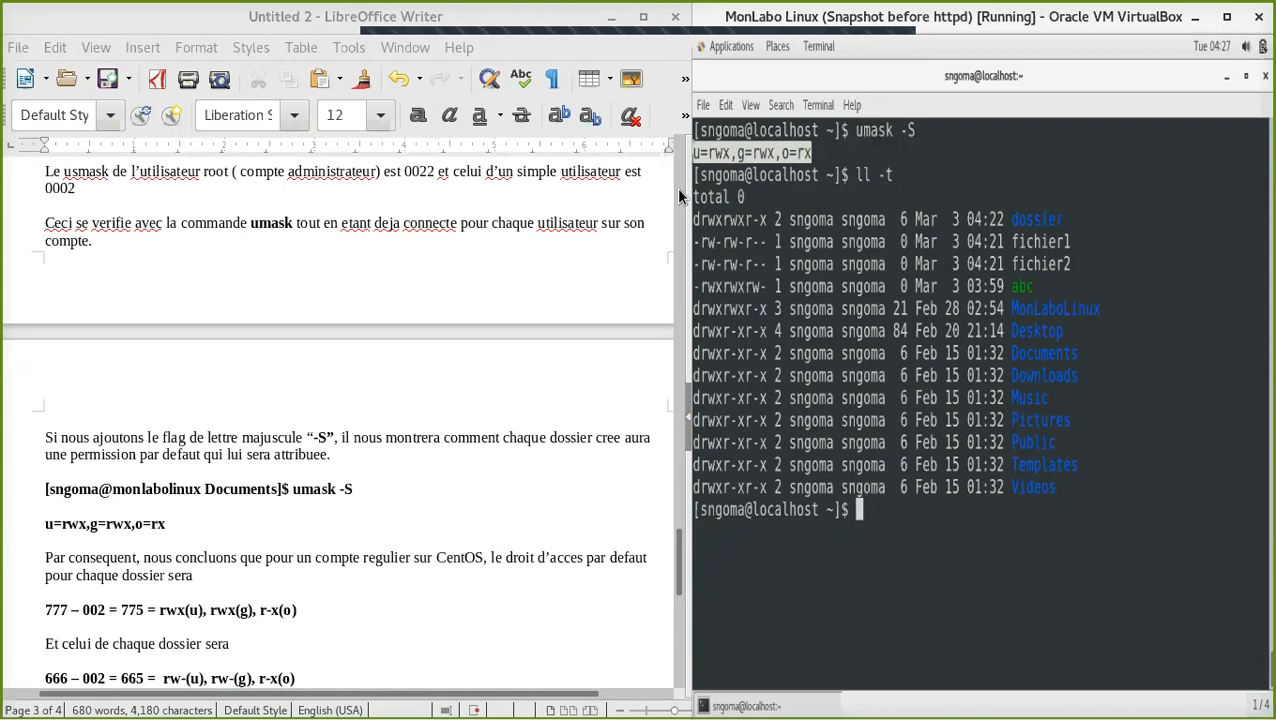 Untitled 2 - LibreOffice Writer
File Edit View Insert Format Styles Table Tools Window Help
Default Sty Liberation S 12
Le usmask de l’utilisateur root ( compte administrateur) est 0022 et celui d’un simple utilisateur est
0002
Ceci se verifie avec la commande umask tout en etant deja connecte pour chaque utilisateur sur son
compte.
Si nous ajoutons le flag de lettre majuscule “-S”, il nous montrera comment chaque dossier cree aura
une permission par defaut qui lui sera attribuee.
[sngoma@monlabolinux Documents]$ umask -S
u=rwx,g=rwx,o=rx
Par consequent, nous concluons que pour un compte regulier sur CentOS, le droit d’acces par defaut
pour chaque dossier sera
777 – 002 = 775 = rwx(u), rwx(g), r-x(o)
Et celui de chaque dossier sera
666 – 002 = 665 = rw-(u), rw-(g), r-x(o)
Page 3 of 4 680 words, 4,180 characters Default Style English (USA)
MonLabo Linux (Snapshot before httpd) [Running] - Oracle VM VirtualBox
Applications Places Terminal Tue 04:27
sngoma@localhost:~
File Edit View Search Terminal Help
[sngoma@localhost ~]$ umask -S
u=rwx,g=rwx,o=rx
[sngoma@localhost ~]$ ll -t
total 0
drwxrwxr-x 2 sngoma sngoma 6 Mar 3 04:22 dossier
-rw-rw-r-- 1 sngoma sngoma 0 Mar 3 04:21 fichier1
-rw-rw-r-- 1 sngoma sngoma 0 Mar 3 04:21 fichier2
-rwxrwxrw- 1 sngoma sngoma 0 Mar 3 03:59 abc
drwxrwxr-x 3 sngoma sngoma 21 Feb 28 02:54 MonLaboLinux
drwxr-xr-x 4 sngoma sngoma 84 Feb 20 21:14 Desktop
drwxr-xr-x 2 sngoma sngoma 6 Feb 15 01:32 Documents
drwxr-xr-x 2 sngoma sngoma 6 Feb 15 01:32 Downloads
drwxr-xr-x 2 sngoma sngoma 6 Feb 15 01:32 Music
drwxr-xr-x 2 sngoma sngoma 6 Feb 15 01:32 Pictures
drwxr-xr-x 2 sngoma sngoma 6 Feb 15 01:32 Public
drwxr-xr-x 2 sngoma sngoma 6 Feb 15 01:32 Templates
drwxr-xr-x 2 sngoma sngoma 6 Feb 15 01:32 Videos
[sngoma@localhost ~]$
sngoma@localhost:~ 1/4